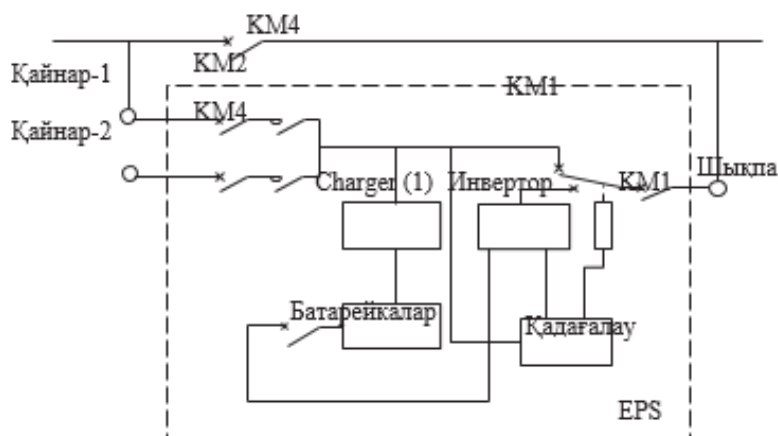 KM4
KM2
Қайнар-1
KM1
KM4
Қайнар-2
Charger (1)
Инвертор
KM1
Шықпа
Батарейкалар
Қадағалау
EPS